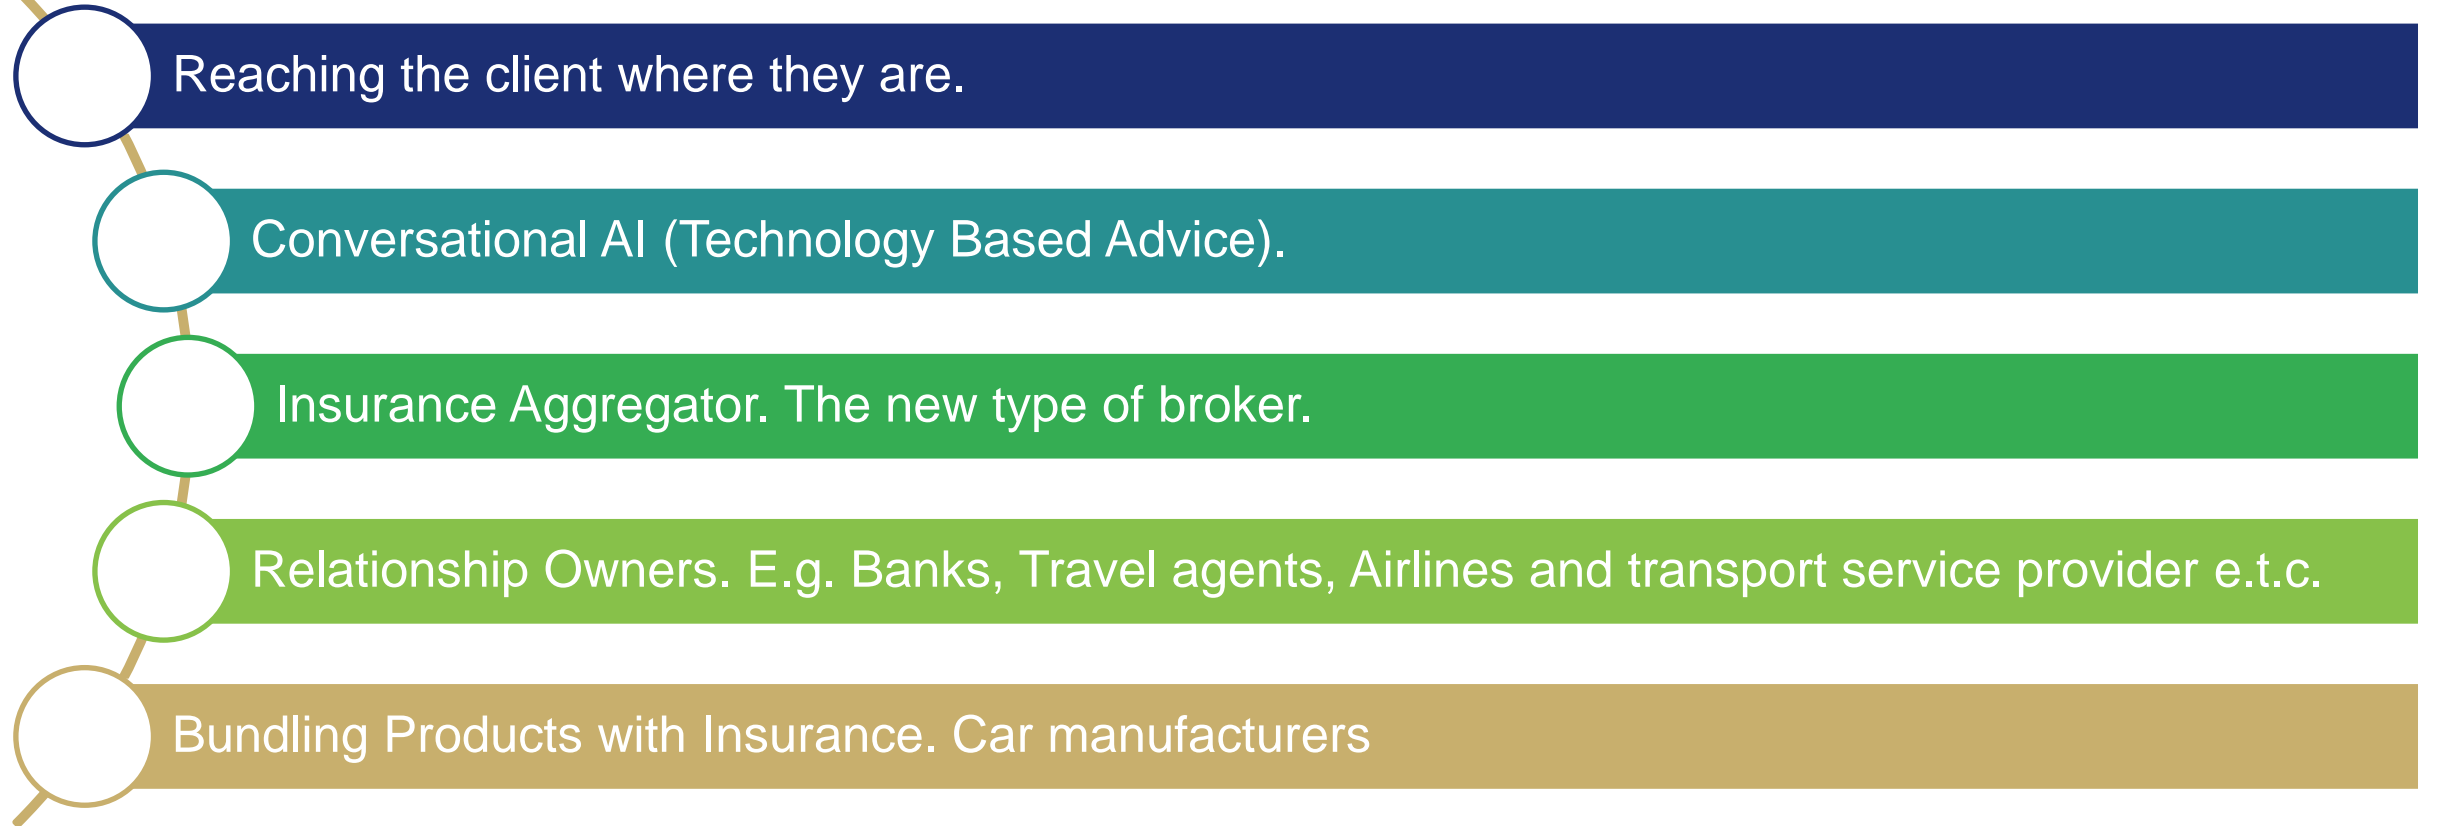 Reaching the client where they are.
Conversational AI (Technology Based Advice).
Insurance Aggregator. The new type of broker.
Relationship Owners. E.g. Banks, Travel agents, Airlines and transport service provider e.t.c.
Bundling Products with Insurance. Car manufacturers